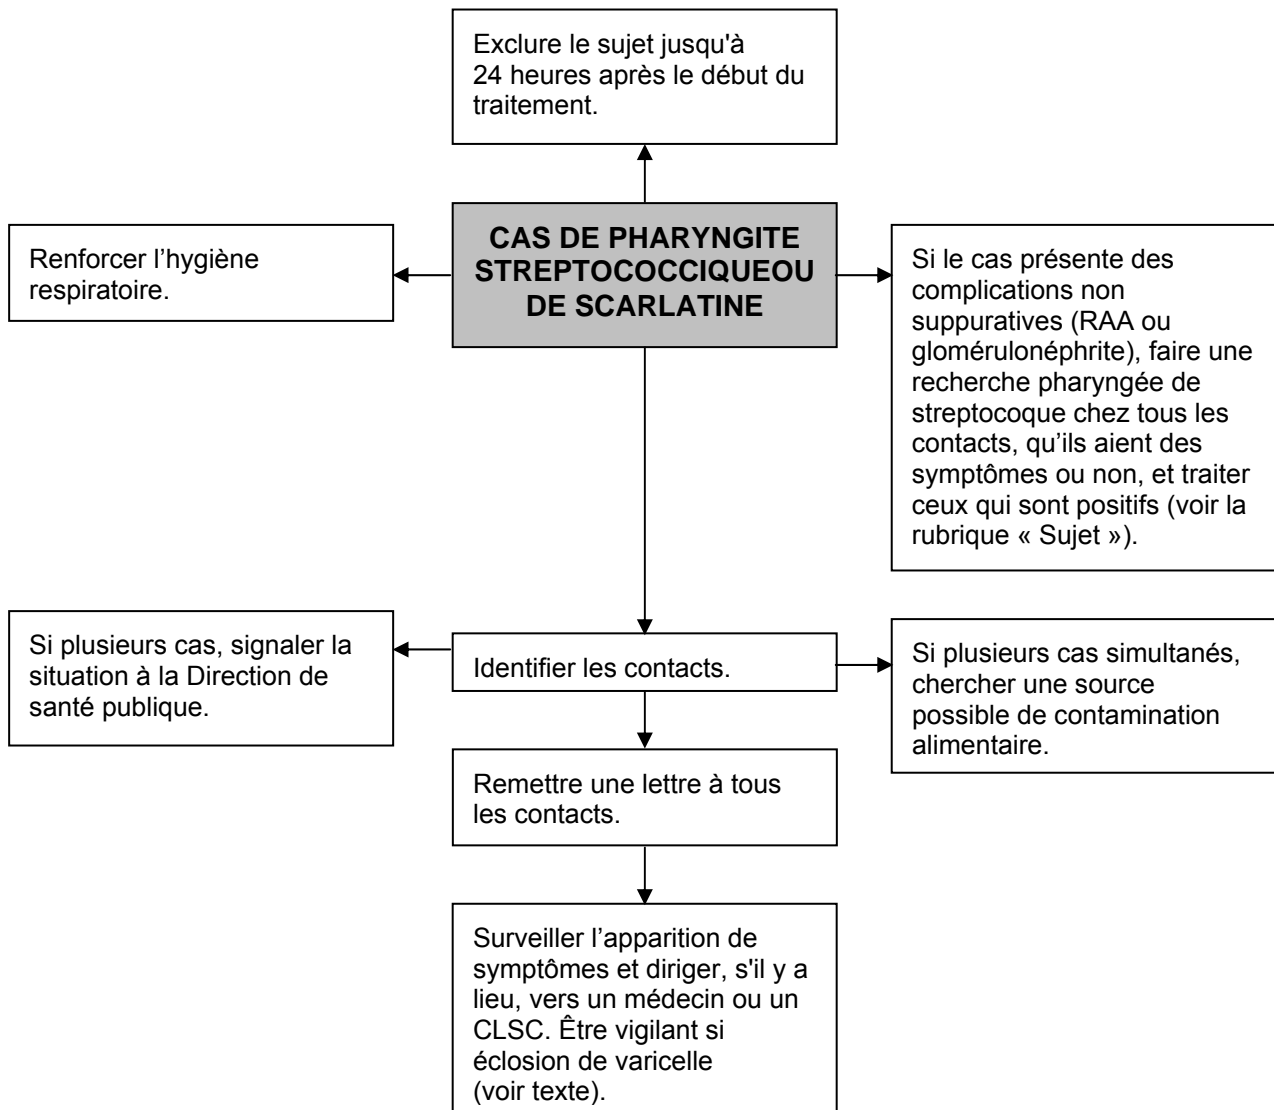 Exclure le sujet jusqu'à
24 heures après le début du
traitement.
CAS DE PHARYNGITE
STREPTOCOCCIQUEOU
DE SCARLATINE
Renforcer l’hygiène
respiratoire.
Si le cas présente des
complications non
suppuratives (RAA ou
glomérulonéphrite), faire une
recherche pharyngée de
streptocoque chez tous les
contacts, qu’ils aient des
symptômes ou non, et traiter
ceux qui sont positifs (voir la
rubrique « Sujet »).
Si plusieurs cas, signaler la
situation à la Direction de
santé publique.
Identifier les contacts.
Si plusieurs cas simultanés,
chercher une source
possible de contamination
alimentaire.
Remettre une lettre à tous
les contacts.
Surveiller l’apparition de
symptômes et diriger, s'il y a
lieu, vers un médecin ou un
CLSC. Être vigilant si
éclosion de varicelle
(voir texte).